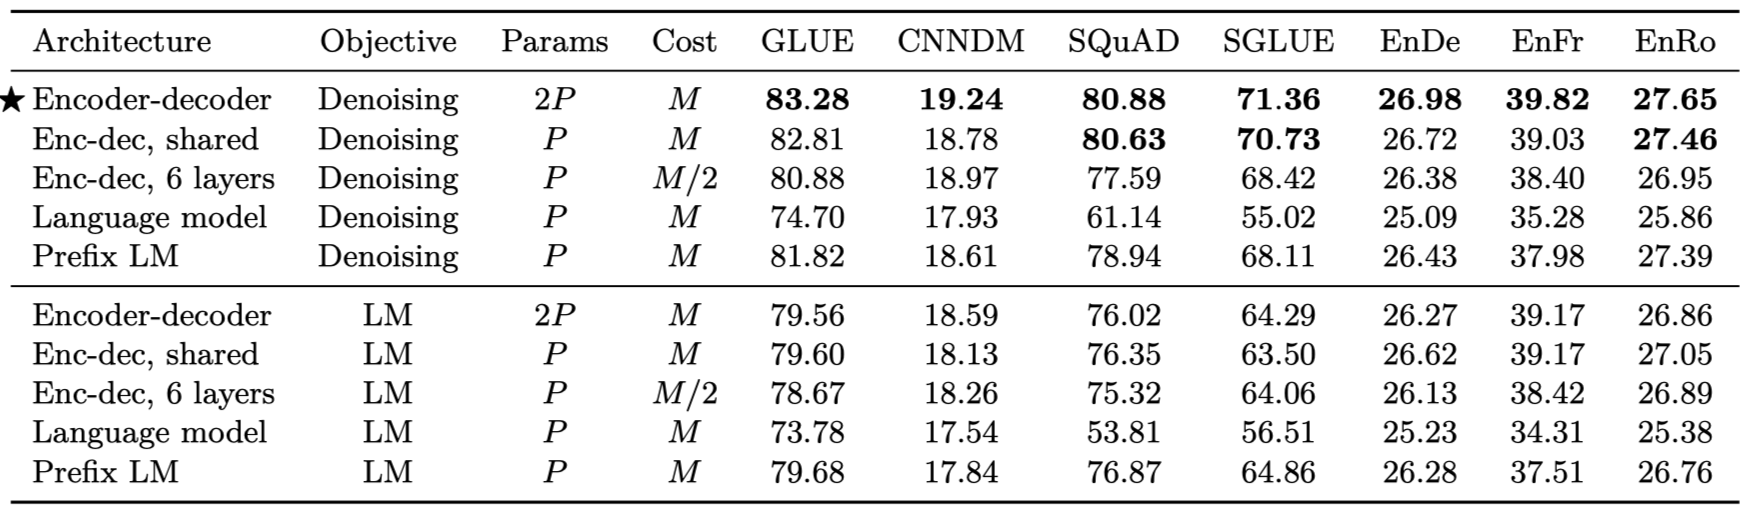 Architecture Objective Params Cost GLUE CNNDM SQuAD SGLUE EnDe EnFr EnRo
★ Encoder-decoder Denoising 2P M 83.28 19.24 80.88 71.36 26.98 39.82 27.65
Enc-dec, shared Denoising P M 82.81 18.78 80.63 70.73 26.72 39.03 27.46
Enc-dec, 6 layers Denoising P M/2 80.88 18.97 77.59 68.42 26.38 38.40 26.95
Language model Denoising P M 74.70 17.93 61.14 55.02 25.09 35.28 25.86
Prefix LM Denoising P M 81.82 18.61 78.94 68.11 26.43 37.98 27.39
Encoder-decoder LM 2P M 79.56 18.59 76.02 64.29 26.27 39.17 26.86
Enc-dec, shared LM P M 79.60 18.13 76.35 63.50 26.62 39.17 27.05
Enc-dec, 6 layers LM P M/2 78.67 18.26 75.32 64.06 26.13 38.42 26.89
Language model LM P M 73.78 17.54 53.81 56.51 25.23 34.31 25.38
Prefix LM LM P M 79.68 17.84 76.87 64.86 26.28 37.51 26.76